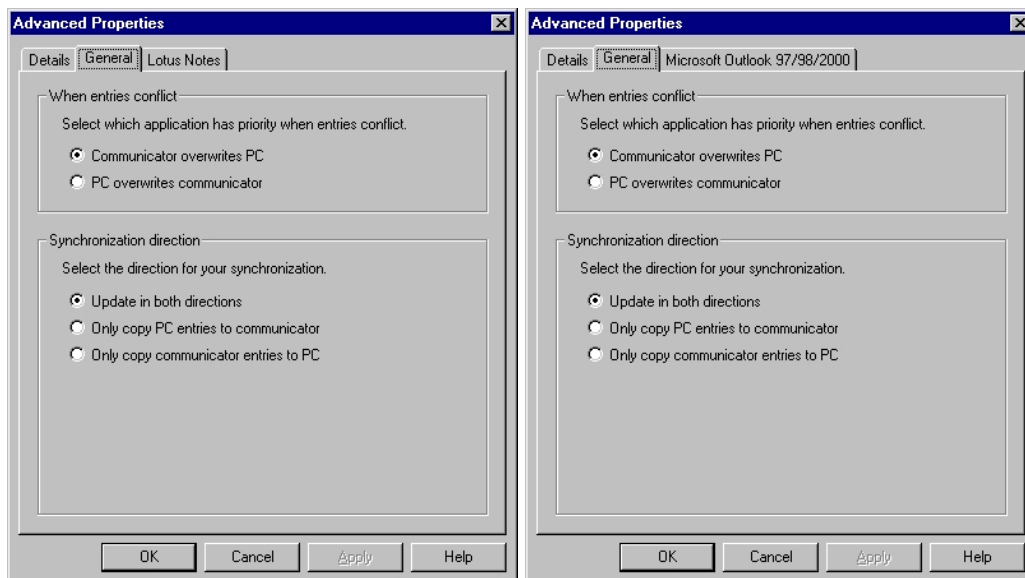 Advanced Properties
Details
General
Lotus Notes
When entries conflict
Select which application has priority when entries conflict.
Communicator overwrites PC
PC overwrites communicator
Synchronization direction
Select the direction for your synchronization.
Update in both directions
Only copy PC entries to communicator
Only copy communicator entries to PC
OK
Cancel
Apply
Help
Advanced Properties
Details
General
Microsoft Outlook 97/98/2000
When entries conflict
Select which application has priority when entries conflict.
Communicator overwrites PC
PC overwrites communicator
Synchronization direction
Select the direction for your synchronization.
Update in both directions
Only copy PC entries to communicator
Only copy communicator entries to PC
OK
Cancel
Apply
Help